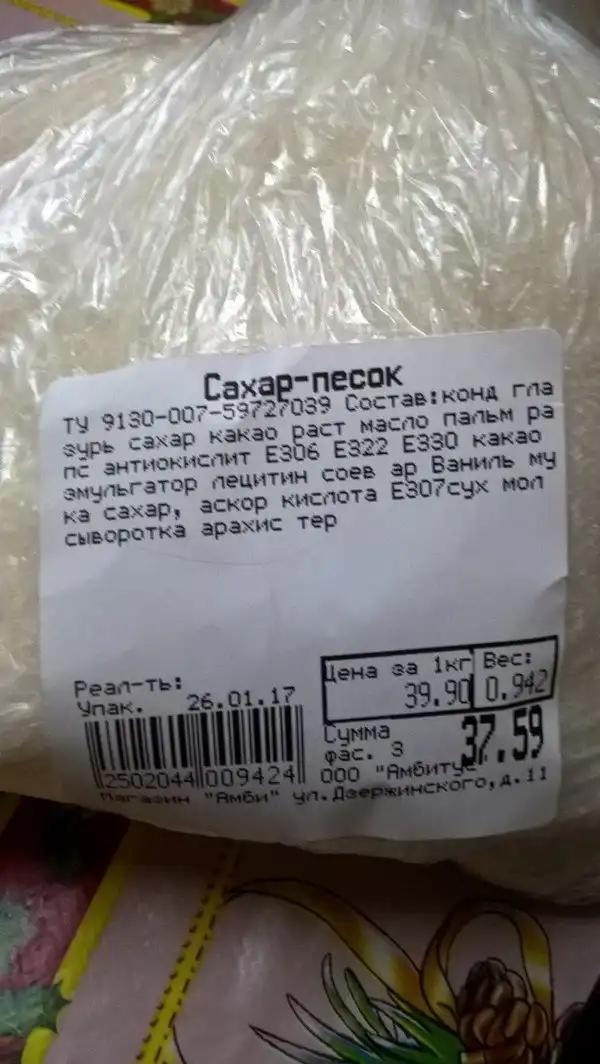 Сахар-песок
ТУ 9130-007-59727039 Состав:конд гла
зурь сахар какао раст масло пальм ра
пс антиокислит Е306 Е322 Е330 какао
эмульгатор лецитин соев ар Ваниль му
ка сахар, аскор кислота Е307сух мол
сыворотка арахис тер
Реал-ть:
Упак. 26.01.17
Цена за 1кг Вес:
39.90 0.942
Сумма 37.59
фас. 3
2502044 009424 ООО "Амбитус
Магазин "Амби" ул.Дзержинского,д.11